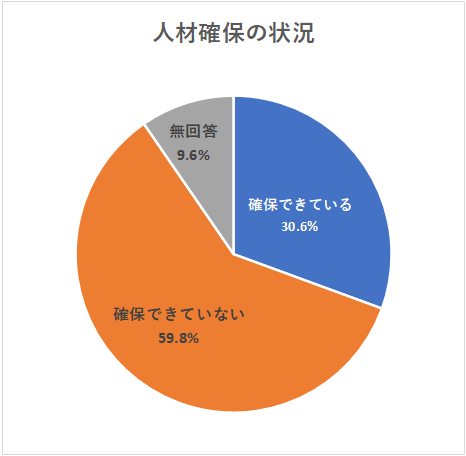 人材確保の状況
無回答
9.6%
確保できている
30.6%
確保できていない
59.8%